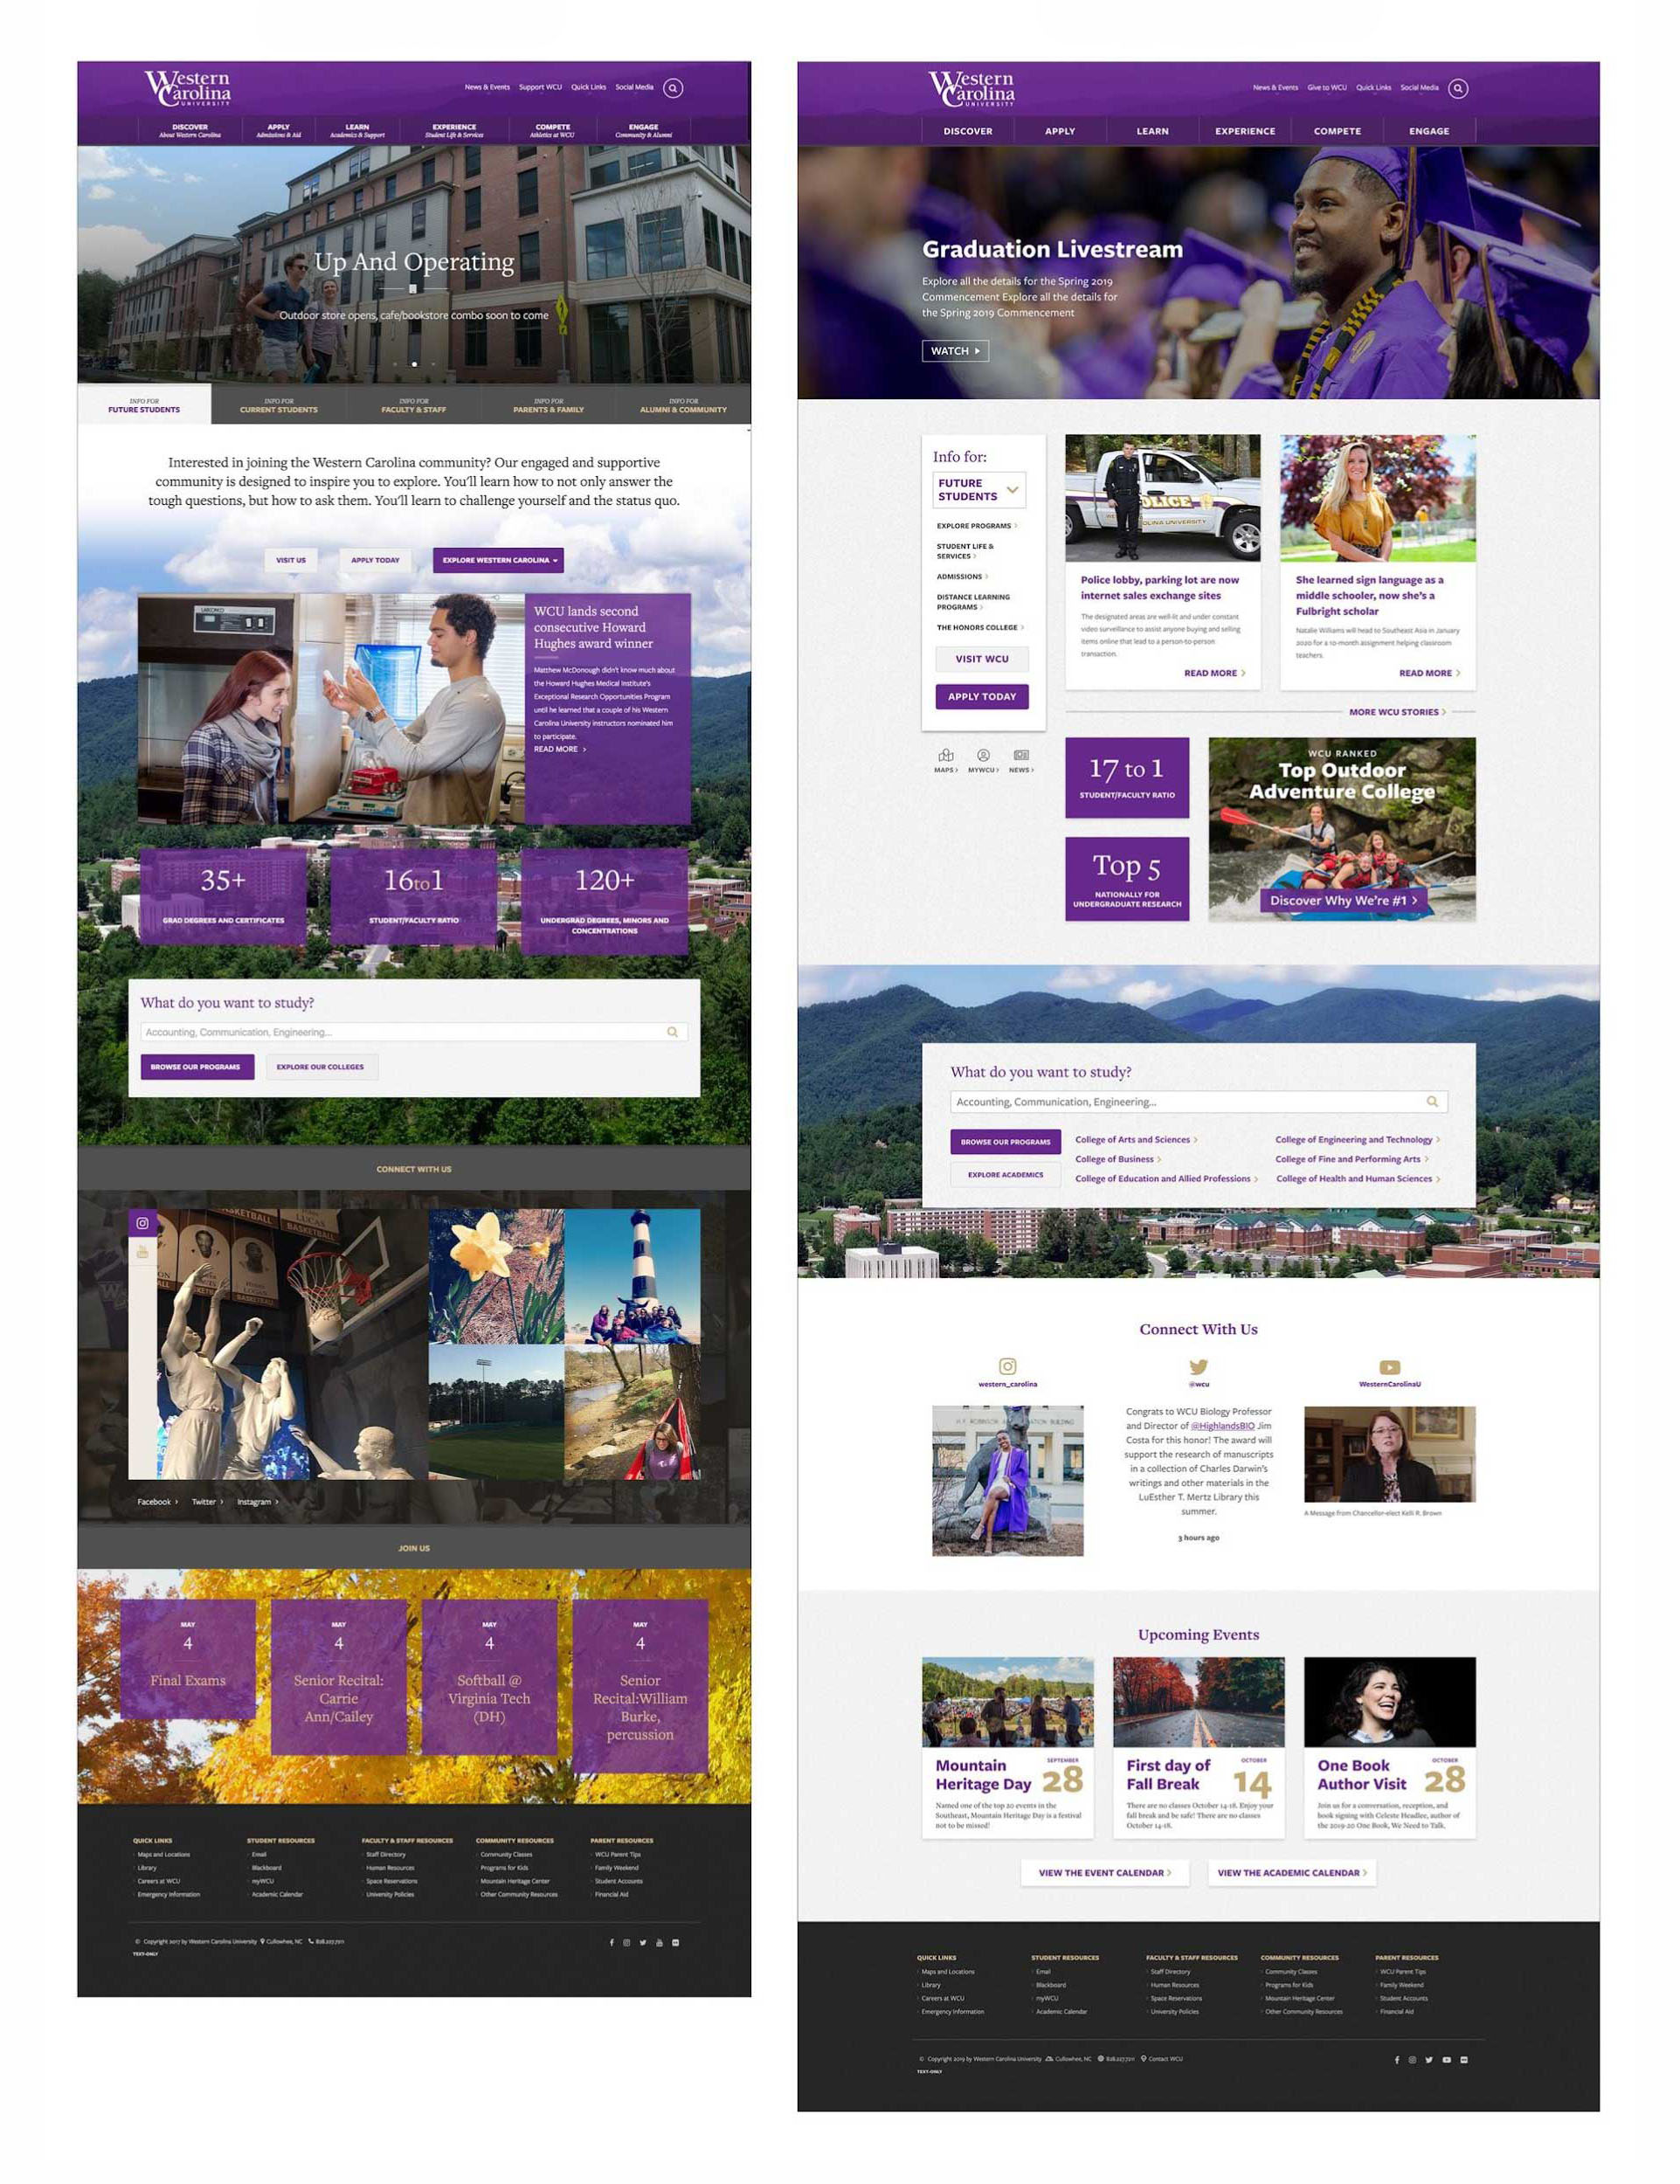 Western
Carolina
UNIVERSITY
News & Events Support WCU Quick Links Social Media
DISCOVER APPLY LEARN EXPERIENCE COMPETE ENGAGE
About Western Carolina Admissions & Aid Academics & Support Student Life & Services Athletics at WCU Community & Alumni
Up And Operating
Outdoor store opens, cafe/bookstore combo soon to come
INFO FOR INFO FOR INFO FOR INFO FOR INFO FOR
FUTURE STUDENTS CURRENT STUDENTS FACULTY & STAFF PARENTS & FAMILY ALUMNI & COMMUNITY
Interested in joining the Western Carolina community? Our engaged and supportive
community is designed to inspire you to explore. You'll learn how to not only answer the
tough questions, but how to ask them. You'll learn to challenge yourself and the status quo.
VISIT US APPLY TODAY EXPLORE WESTERN CAROLINA
LABCONCO
WCU lands second
consecutive Howard
Hughes award winner
Matthew McDonough didn't know much about
the Howard Hughes Medical Institute's
Exceptional Research Opportunities Program
until he learned that a couple of his Western
Carolina University instructors nominated him
to participate.
READ MORE >
35+ 16to1 120+
GRAD DEGREES AND CERTIFICATES STUDENT/FACULTY RATIO UNDERGRAD DEGREES, MINORS AND
CONCENTRATIONS
What do you want to study?
Accounting, Communication, Engineering...
BROWSE OUR PROGRAMS EXPLORE OUR COLLEGES
CONNECT WITH US
BASKETBALL LUCAS
BASKETBALL
LOGAN
BASKETBALL
Facebook > Twitter > Instagram >
JOIN US
MAY MAY MAY MAY
4 4 4 4
Final Exams Senior Recital: Softball @ Senior
Carrie Virginia Tech Recital:William
Ann/Cailey (DH) Burke,
percussion
QUICK LINKS STUDENT RESOURCES FACULTY & STAFF RESOURCES COMMUNITY RESOURCES PARENT RESOURCES
Maps and Locations Email Staff Directory Community Classes WCU Parent Tips
Library Blackboard Human Resources Programs for Kids Family Weekend
Careers at WCU myWCU Space Reservations Mountain Heritage Center Student Accounts
Emergency Information Academic Calendar University Policies Other Community Resources Financial Aid
© Copyright 2017 by Western Carolina University Cullowhee, NC 828.227.7211
TEXT-ONLY
Western
Carolina
UNIVERSITY
News & Events Give to WCU Quick Links Social Media
DISCOVER APPLY LEARN EXPERIENCE COMPETE ENGAGE
Graduation Livestream
Explore all the details for the Spring 2019
Commencement Explore all the details for
the Spring 2019 Commencement
WATCH
Info for:
FUTURE
STUDENTS
EXPLORE PROGRAMS >
STUDENT LIFE &
SERVICES >
ADMISSIONS >
DISTANCE LEARNING
PROGRAMS >
THE HONORS COLLEGE >
VISIT WCU
APPLY TODAY
MAPS > MYWCU > NEWS >
POLICE
CAROLINA UNIVERSITY
Police lobby, parking lot are now
internet sales exchange sites
The designated areas are well-lit and under constant
video surveillance to assist anyone buying and selling
items online that lead to a person-to-person
transaction.
READ MORE >
She learned sign language as a
middle schooler, now she's a
Fulbright scholar
Natalie Williams will head to Southeast Asia in January
2020 for a 10-month assignment helping classroom
teachers.
READ MORE >
MORE WCU STORIES >
17 to 1
STUDENT/FACULTY RATIO
Top 5
NATIONALLY FOR
UNDERGRADUATE RESEARCH
WCU RANKED
Top Outdoor
Adventure College
Discover Why We're #1 >
What do you want to study?
Accounting, Communication, Engineering...
BROWSE OUR PROGRAMS
EXPLORE ACADEMICS
College of Arts and Sciences > College of Engineering and Technology >
College of Business > College of Fine and Performing Arts >
College of Education and Allied Professions > College of Health and Human Sciences >
Connect With Us
western_carolina @wcu WesternCarolinaU
Congrats to WCU Biology Professor
and Director of @HighlandsBIO Jim
Costa for this honor! The award will
support the research of manuscripts
in a collection of Charles Darwin's
writings and other materials in the
LuEsther T. Mertz Library this
summer.
3 hours ago
A Message from Chancellor-elect Kelli R. Brown
Upcoming Events
Mountain
Heritage Day
SEPTEMBER
28
Named one of the top 20 events in the
Southeast, Mountain Heritage Day is a festival
not to be missed!
First day of
Fall Break
OCTOBER
14
There are no classes October 14-18. Enjoy your
fall break and be safe! There are no classes
October 14-18.
One Book
Author Visit
OCTOBER
28
Join us for a conversation, reception, and
book signing with Celeste Headlee, author of
the 2019-20 One Book, We Need to Talk.
VIEW THE EVENT CALENDAR > VIEW THE ACADEMIC CALENDAR >
QUICK LINKS STUDENT RESOURCES FACULTY & STAFF RESOURCES COMMUNITY RESOURCES PARENT RESOURCES
Maps and Locations Email Staff Directory Community Classes WCU Parent Tips
Library Blackboard Human Resources Programs for Kids Family Weekend
Careers at WCU myWCU Space Reservations Mountain Heritage Center Student Accounts
Emergency Information Academic Calendar University Policies Other Community Resources Financial Aid
© Copyright 2019 by Western Carolina University Cullowhee, NC 828.227.7211 Contact WCU
TEXT-ONLY